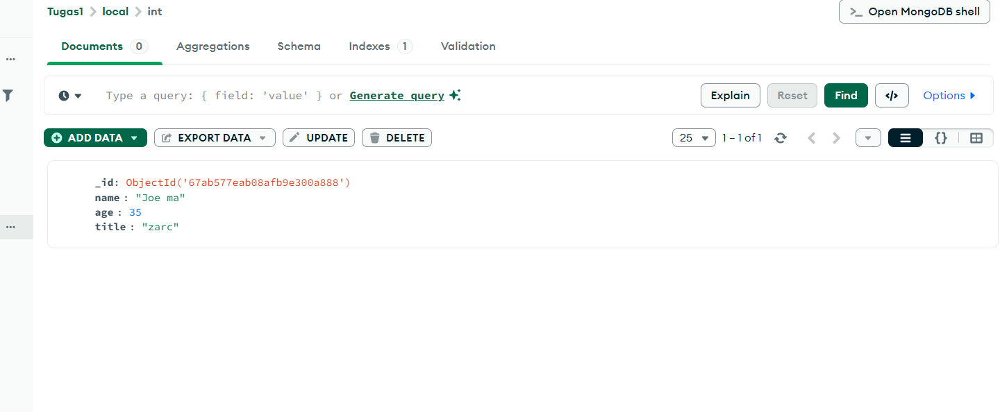 Tugas1 > local > int
>_ Open MongoDB shell
Documents 0 Aggregations Schema Indexes 1 Validation
Type a query: { field: 'value' } or Generate query Explain Reset Find </> Options
ADD DATA EXPORT DATA UPDATE DELETE 25 1 – 1 of 1 {}
_id: ObjectId('67ab577eab08afb9e300a888')
name : "Joe ma"
age : 35
title : "zarc"